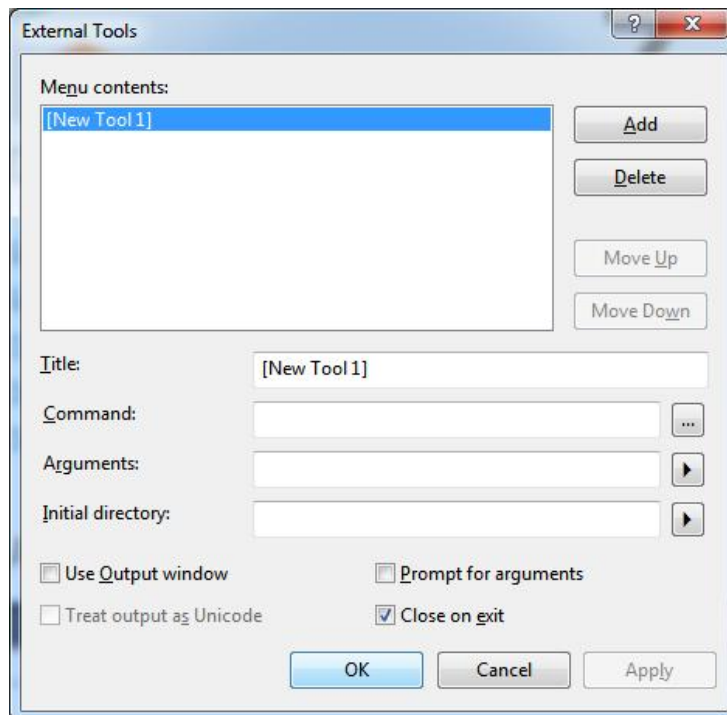 External Tools
?
Menu contents:
[New Tool 1]
Add
Delete
Move Up
Move Down
Title:
[New Tool 1]
Command:
...
Arguments:
Initial directory:
Use Output window
Prompt for arguments
Treat output as Unicode
Close on exit
OK
Cancel
Apply